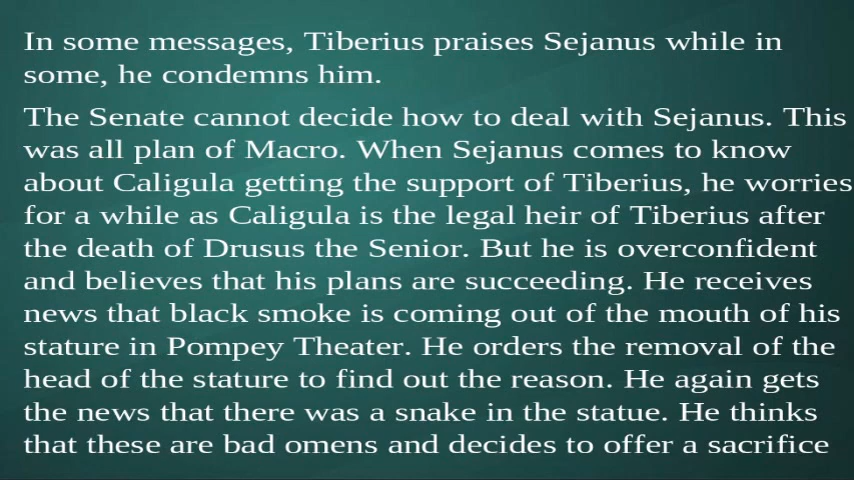 In some messages, Tiberius praises Sejanus while in
some, he condemns him.
The Senate cannot decide how to deal with Sejanus. This
was all plan of Macro. When Sejanus comes to know
about Caligula getting the support of Tiberius, he worries
for a while as Caligula is the legal heir of Tiberius after
the death of Drusus the Senior. But he is overconfident
and believes that his plans are succeeding. He receives
news that black smoke is coming out of the mouth of his
stature in Pompey Theater. He orders the removal of the
head of the stature to find out the reason. He again gets
the news that there was a snake in the statue. He thinks
that these are bad omens and decides to offer a sacrifice